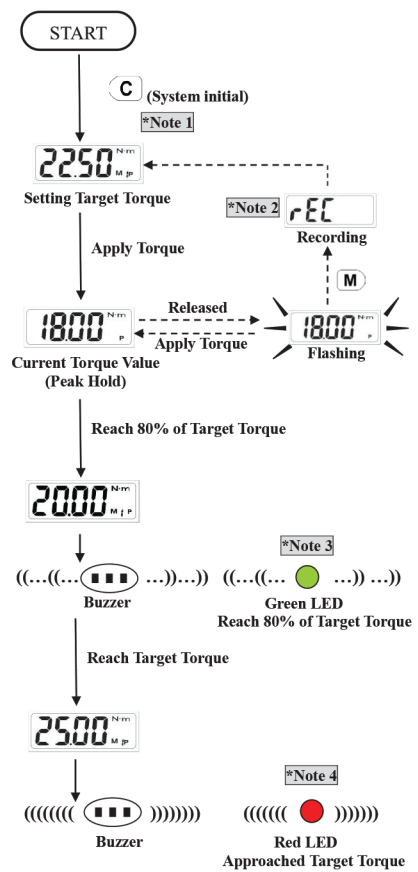 START
C (System initial)
*Note 1
22.50 N·m M P
Setting Target Torque
*Note 2
rEC
Recording
Apply Torque
M
18.00 N·m P
Released
Apply Torque
18.00 N·m P
Flashing
Current Torque Value
(Peak Hold)
Reach 80% of Target Torque
20.00 N·m M P
*Note 3
((...((... ...))...)) ((...((... ...)) ...))
Buzzer
Green LED
Reach 80% of Target Torque
Reach Target Torque
25.00 N·m M P
*Note 4
(((((((( )))))))) ((((((( )))))))
Buzzer
Red LED
Approached Target Torque